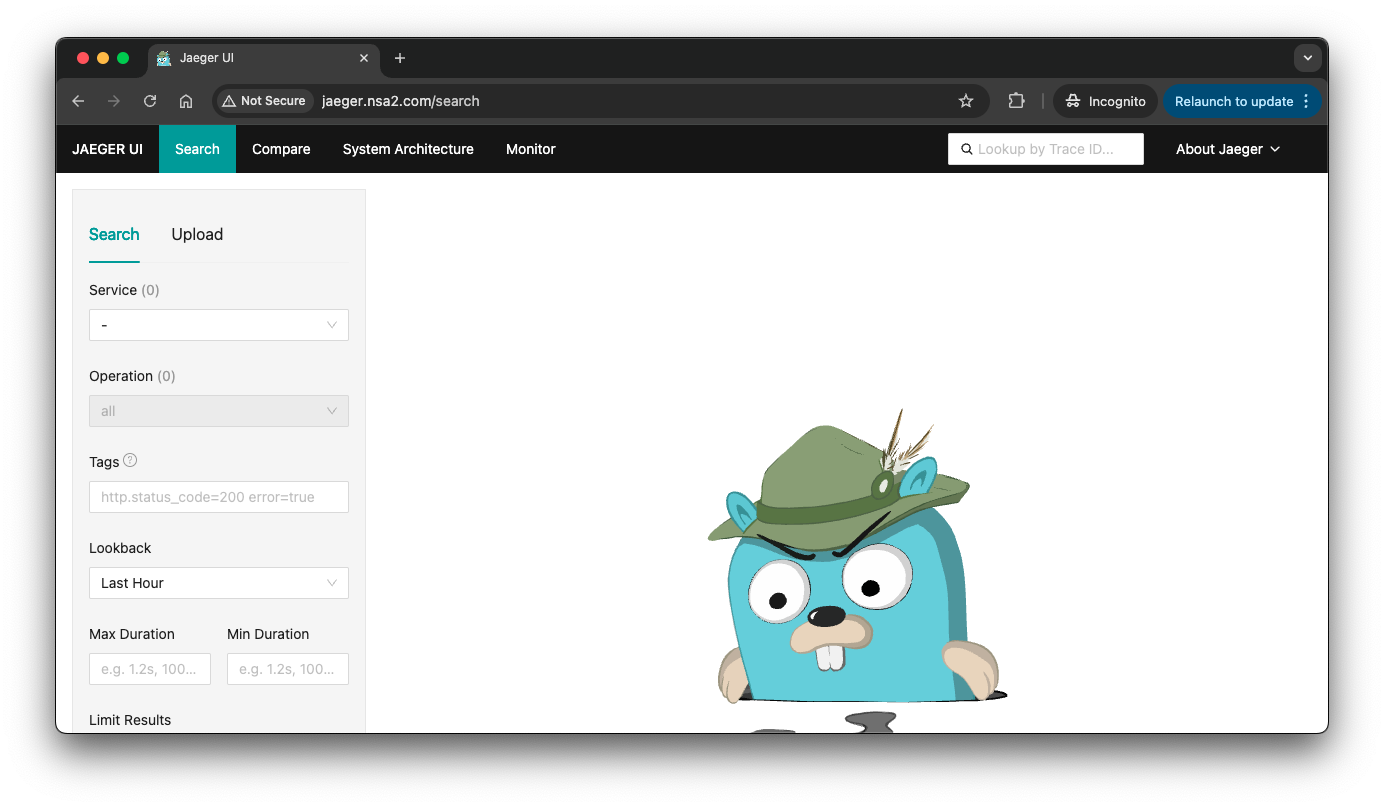 Jaeger UI
Not Secure jaeger.nsa2.com/search Incognito Relaunch to update
JAEGER UI Search Compare System Architecture Monitor Lookup by Trace ID... About Jaeger
Search Upload
Service (0)
-
Operation (0)
all
Tags ?
http.status_code=200 error=true
Lookback
Last Hour
Max Duration Min Duration
e.g. 1.2s, 100... e.g. 1.2s, 100...
Limit Results